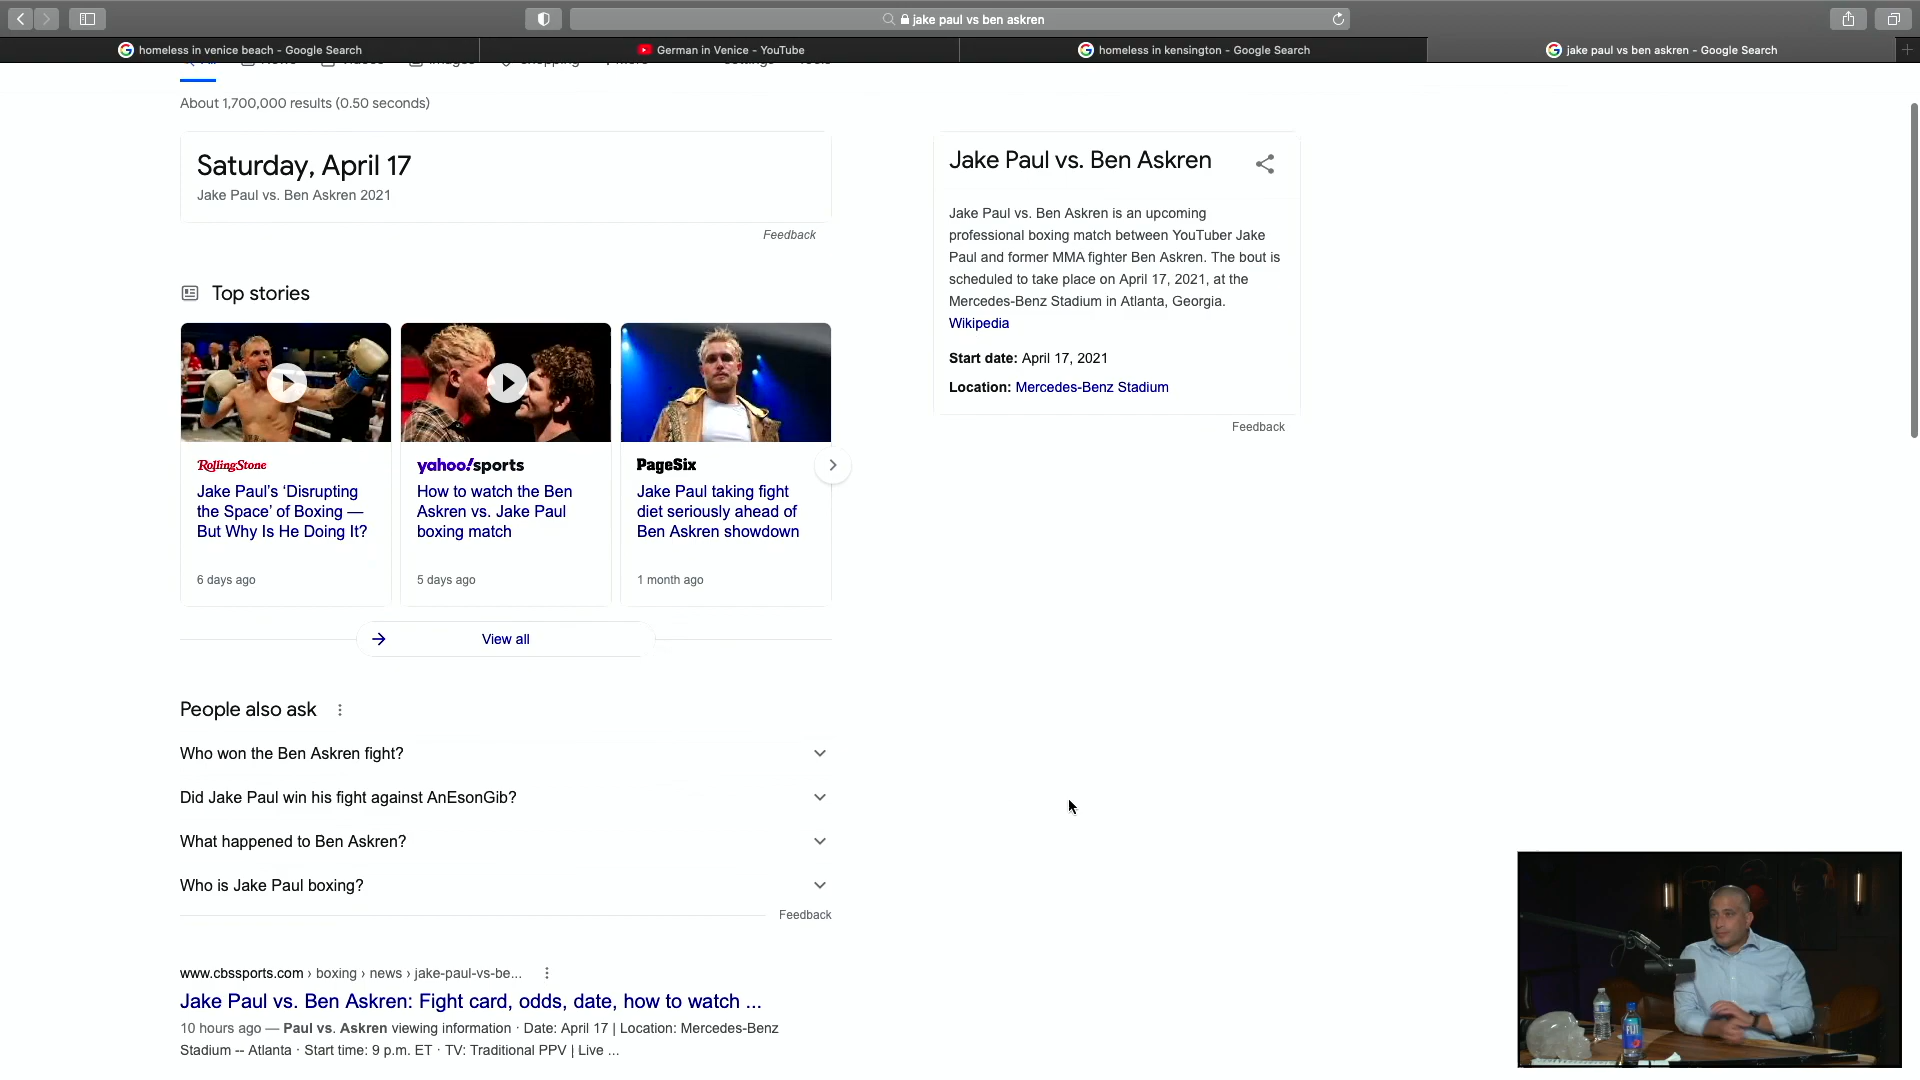 jake paul vs ben askren
homeless in venice beach - Google Search
German in Venice - YouTube
homeless in kensington - Google Search
jake paul vs ben askren - Google Search
About 1,700,000 results (0.50 seconds)
Saturday, April 17
Jake Paul vs. Ben Askren 2021
Feedback
Top stories
RollingStone
Jake Paul’s ‘Disrupting
the Space’ of Boxing —
But Why Is He Doing It?
6 days ago
yahoo!sports
How to watch the Ben
Askren vs. Jake Paul
boxing match
5 days ago
PageSix
Jake Paul taking fight
diet seriously ahead of
Ben Askren showdown
1 month ago
View all
People also ask
Who won the Ben Askren fight?
Did Jake Paul win his fight against AnEsonGib?
What happened to Ben Askren?
Who is Jake Paul boxing?
Feedback
www.cbssports.com › boxing › news › jake-paul-vs-be...
Jake Paul vs. Ben Askren: Fight card, odds, date, how to watch ...
10 hours ago — Paul vs. Askren viewing information · Date: April 17 | Location: Mercedes-Benz
Stadium -- Atlanta · Start time: 9 p.m. ET · TV: Traditional PPV | Live ...
Jake Paul vs. Ben Askren
Jake Paul vs. Ben Askren is an upcoming
professional boxing match between YouTuber Jake
Paul and former MMA fighter Ben Askren. The bout is
scheduled to take place on April 17, 2021, at the
Mercedes-Benz Stadium in Atlanta, Georgia.
Wikipedia
Start date: April 17, 2021
Location: Mercedes-Benz Stadium
Feedback
FIJI